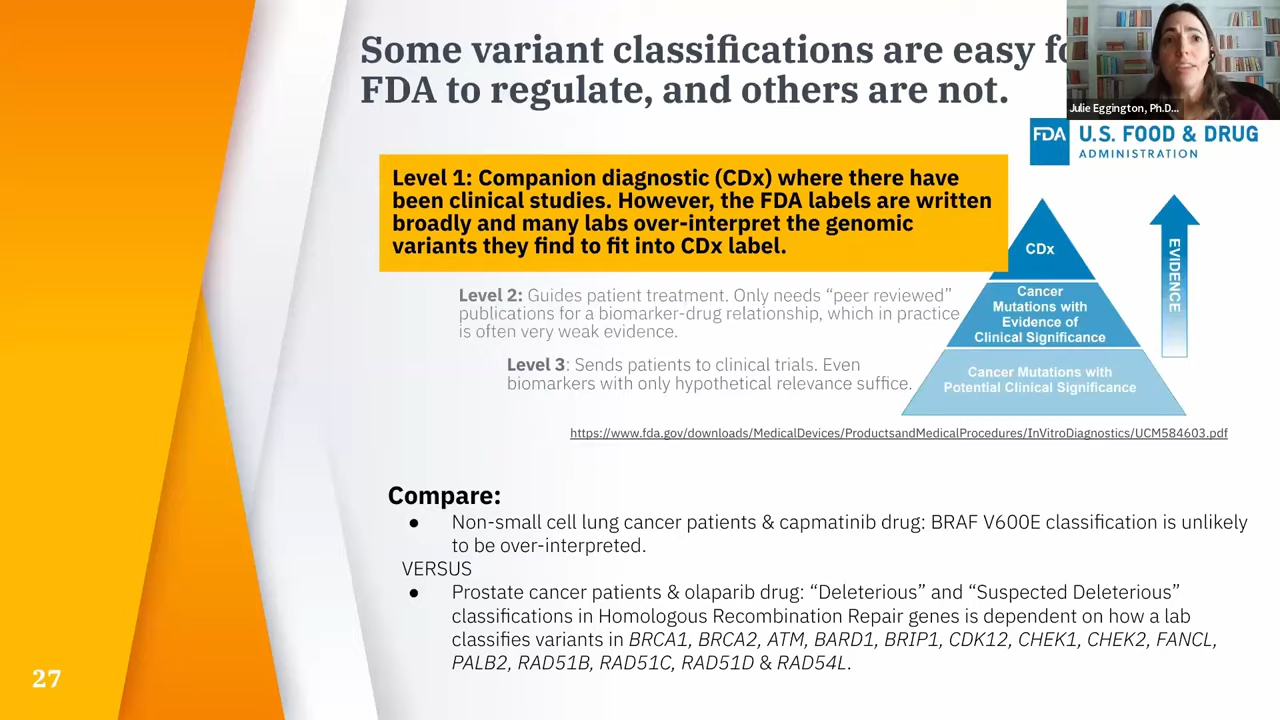 Some variant classifications are easy fo
FDA to regulate, and others are not.
Julie Eggington, Ph.D...
FDA U.S. FOOD & DRUG
ADMINISTRATION
Level 1: Companion diagnostic (CDx) where there have
been clinical studies. However, the FDA labels are written
broadly and many labs over-interpret the genomic
variants they find to fit into CDx label.
Level 2: Guides patient treatment. Only needs “peer reviewed”
publications for a biomarker-drug relationship, which in practice
is often very weak evidence.
Level 3: Sends patients to clinical trials. Even
biomarkers with only hypothetical relevance suffice.
CDx
Cancer
Mutations with
Evidence of
Clinical Significance
Cancer Mutations with
Potential Clinical Significance
EVIDENCE
https://www.fda.gov/downloads/MedicalDevices/ProductsandMedicalProcedures/InVitroDiagnostics/UCM584603.pdf
Compare:
● Non-small cell lung cancer patients & capmatinib drug: BRAF V600E classification is unlikely
to be over-interpreted.
VERSUS
● Prostate cancer patients & olaparib drug: “Deleterious” and “Suspected Deleterious”
classifications in Homologous Recombination Repair genes is dependent on how a lab
classifies variants in BRCA1, BRCA2, ATM, BARD1, BRIP1, CDK12, CHEK1, CHEK2, FANCL,
PALB2, RAD51B, RAD51C, RAD51D & RAD54L.
27